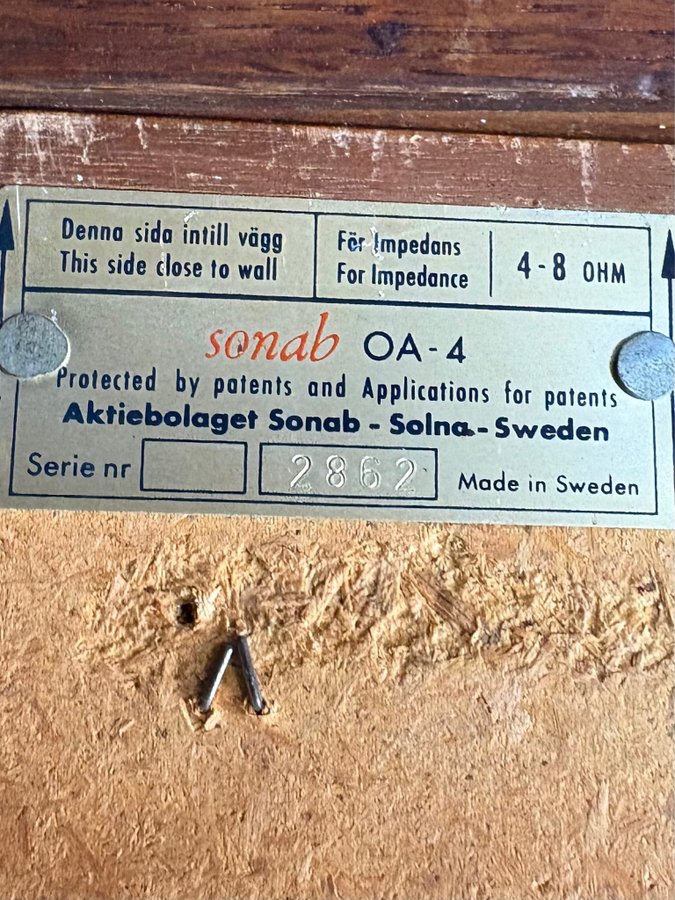 Denna sida intill vägg
This side close to wall
För Impedans
For Impedance
4-8 OHM
sonab OA-4
Protected by patents and Applications for patents
Aktiebolaget Sonab - Solna - Sweden
Serie nr 2862 Made in Sweden